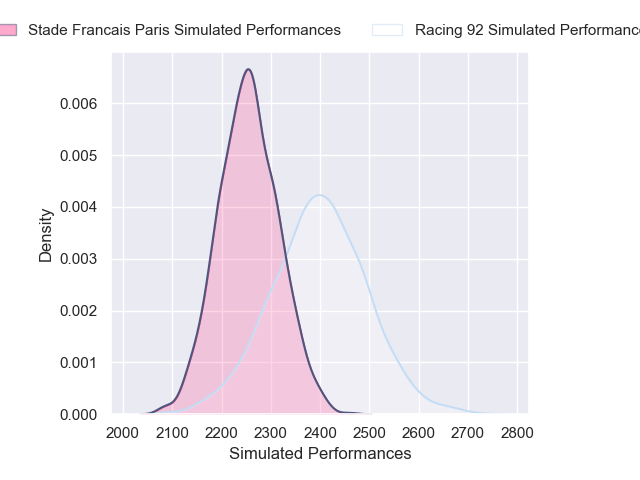 Stade Francais Paris Simulated Performances
Racing 92 Simulated Performanc
0.006
0.005
0.004
0.003
0.002
0.001
0.000
Density
2000 2100 2200 2300 2400 2500 2600 2700 2800
Simulated Performances